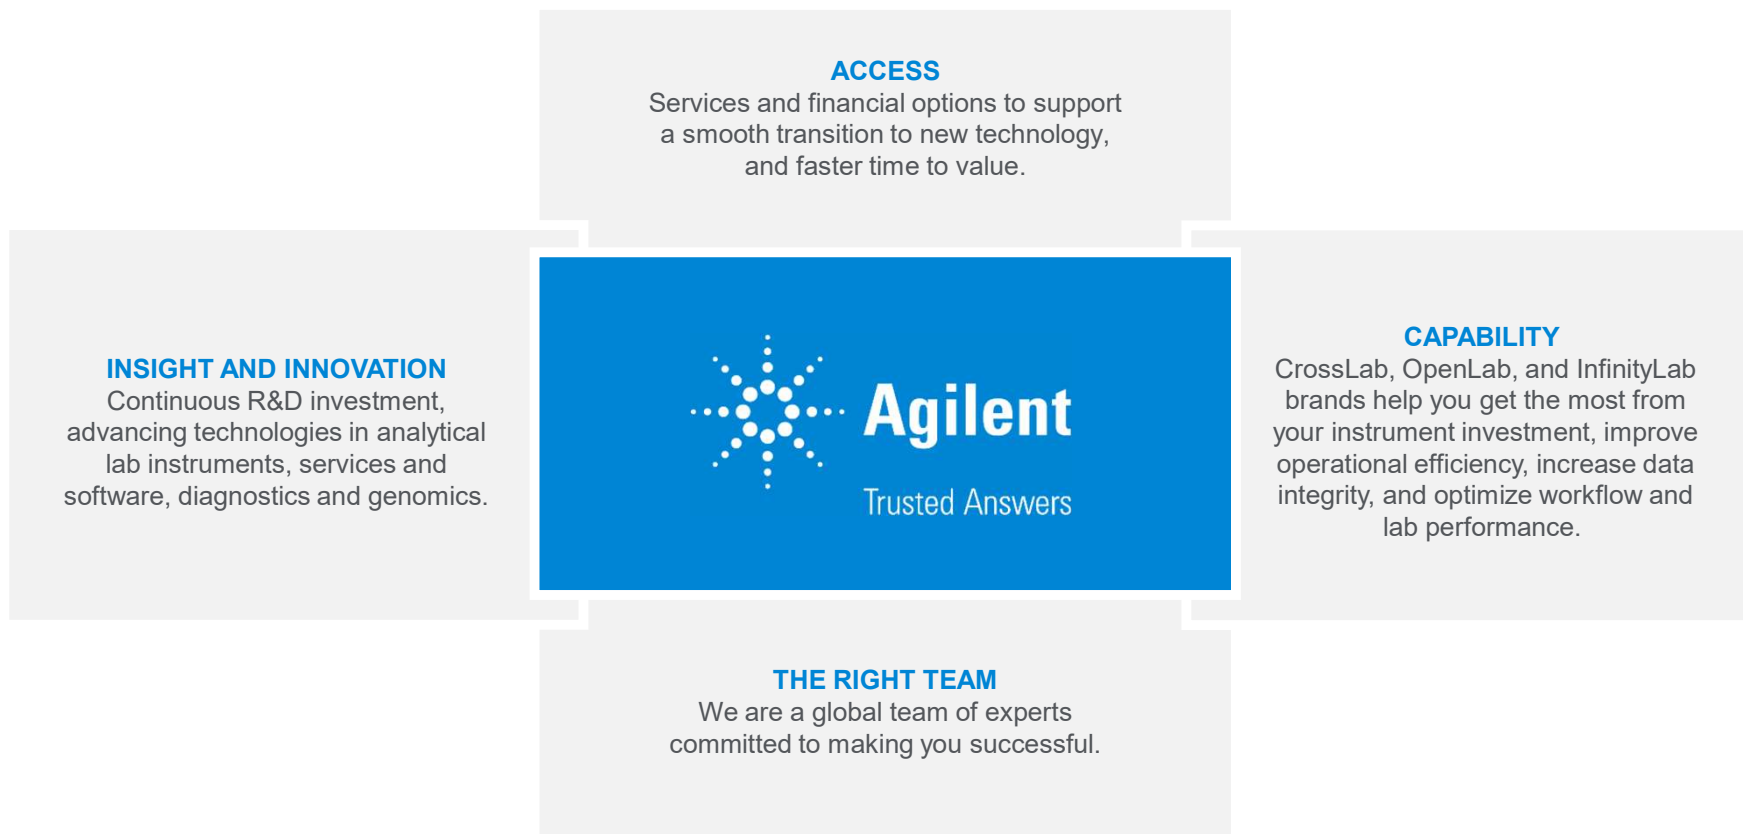 ACCESS
Services and financial options to support
a smooth transition to new technology,
and faster time to value.
INSIGHT AND INNOVATION
Continuous R&D investment,
advancing technologies in analytical
lab instruments, services and
software, diagnostics and genomics.
Agilent
Trusted Answers
CAPABILITY
CrossLab, OpenLab, and InfinityLab
brands help you get the most from
your instrument investment, improve
operational efficiency, increase data
integrity, and optimize workflow and
lab performance.
THE RIGHT TEAM
We are a global team of experts
committed to making you successful.